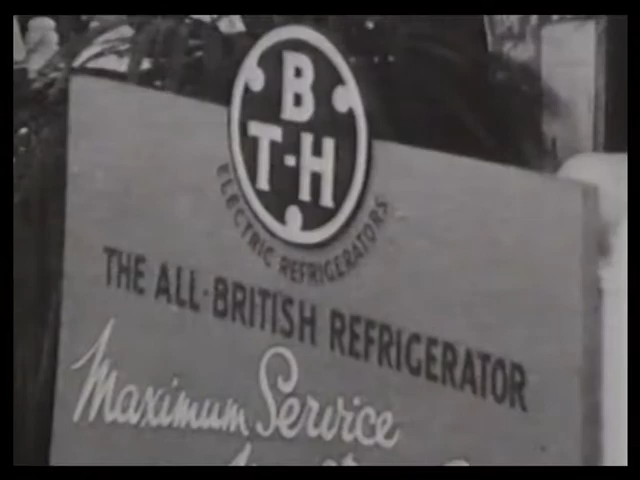 B
T-H
ELECTRIC REFRIGERATORS
THE ALL-BRITISH REFRIGERATOR
Maximum Service